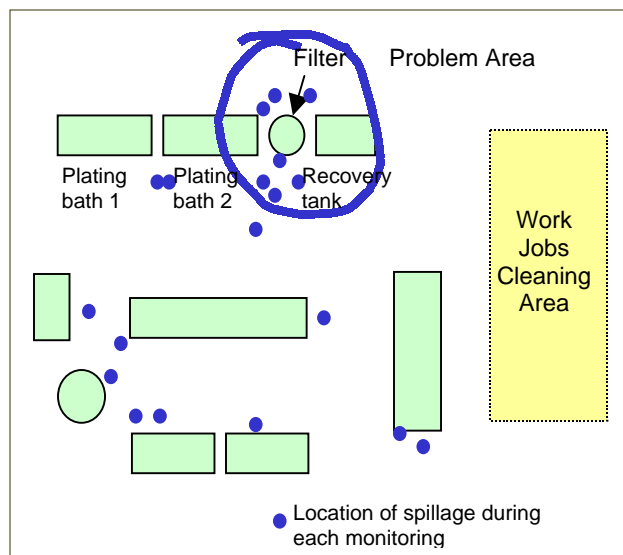 Filter
Problem Area
Plating
bath 1
Plating
bath 2
Recovery
tank
Work
Jobs
Cleaning
Area
Location of spillage during
each monitoring